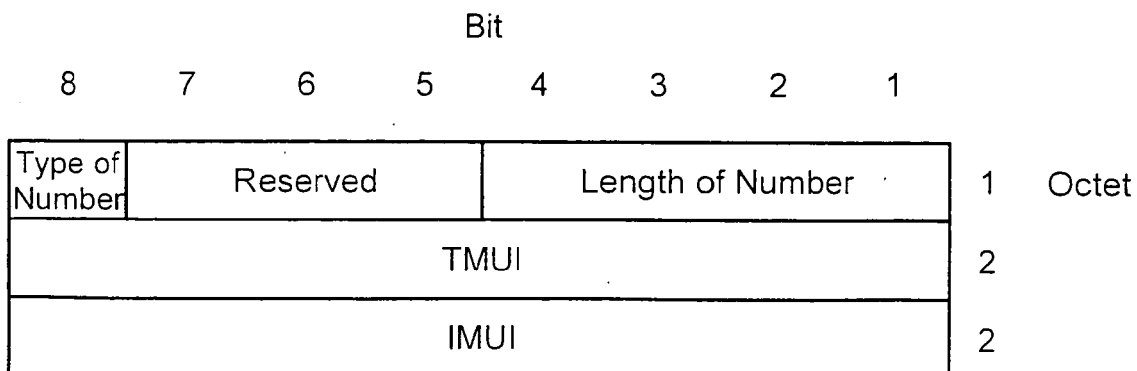 Bit
8 7 6 5 4 3 2 1
Type of Number Reserved Length of Number 1 Octet
TMUI 2
IMUI 2